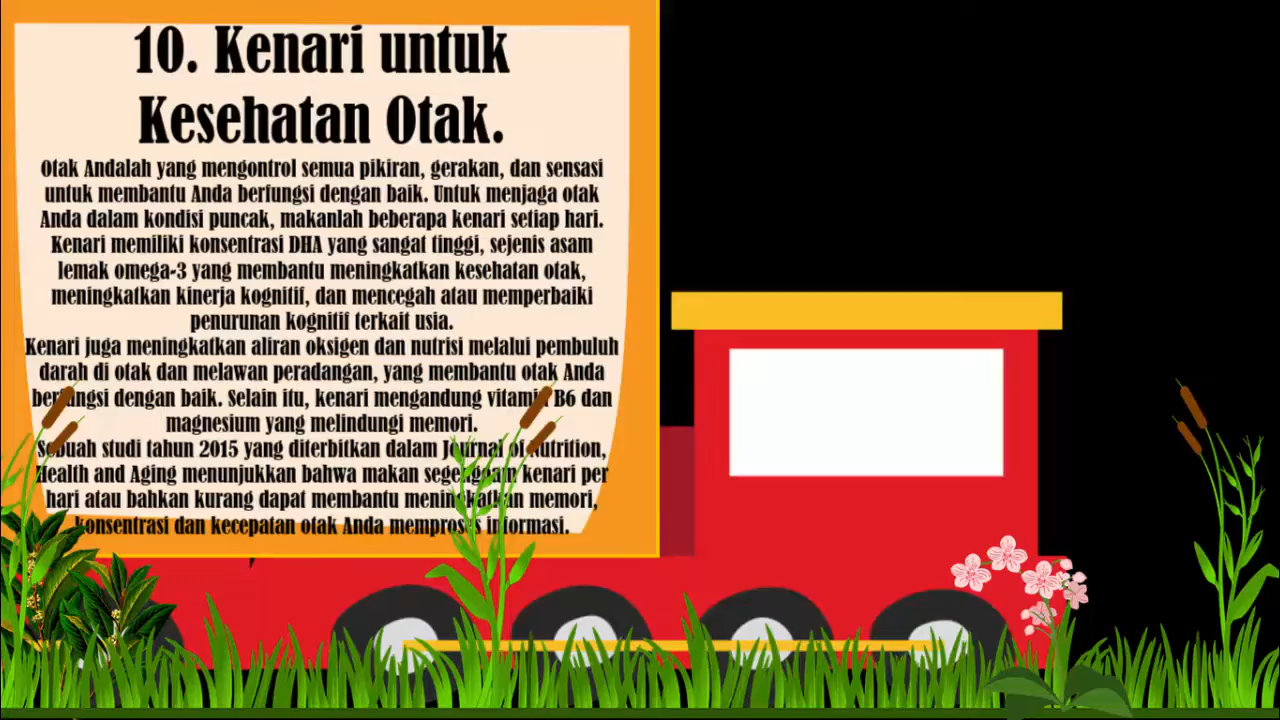 10. Kenari untuk
Kesehatan Otak.
Otak Andalah yang mengontrol semua pikiran, gerakan, dan sensasi
untuk membantu Anda berfungsi dengan baik. Untuk menjaga otak
Anda dalam kondisi puncak, makanlah beberapa kenari setiap hari.
Kenari memiliki konsentrasi DHA yang sangat tinggi, sejenis asam
lemak omega-3 yang membantu meningkatkan kesehatan otak,
meningkatkan kinerja kognitif, dan mencegah atau memperbaiki
penurunan kognitif terkait usia.
Kenari juga meningkatkan aliran oksigen dan nutrisi melalui pembuluh
darah di otak dan melawan peradangan, yang membantu otak Anda
berfungsi dengan baik. Selain itu, kenari mengandung vitamin B6 dan
magnesium yang melindungi memori.
Sebuah studi tahun 2015 yang diterbitkan dalam Journal of Nutrition,
Health and Aging menunjukkan bahwa makan segenggam kenari per
hari atau bahkan kurang dapat membantu meningkatkan memori,
konsentrasi dan kecepatan otak Anda memproses informasi.